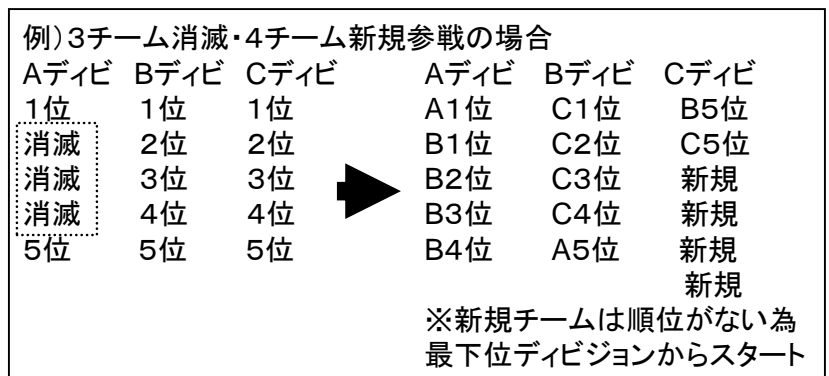 例)3チーム消滅・4チーム新規参戦の場合
Aディビ Bディビ Cディビ Aディビ Bディビ Cディビ
1位 1位 1位 A1位 C1位 B5位
消滅 2位 2位 B1位 C2位 C5位
消滅 3位 3位 B2位 C3位 新規
消滅 4位 4位 B3位 C4位 新規
5位 5位 5位 B4位 A5位 新規
新規
※新規チームは順位がない為
最下位ディビジョンからスタート